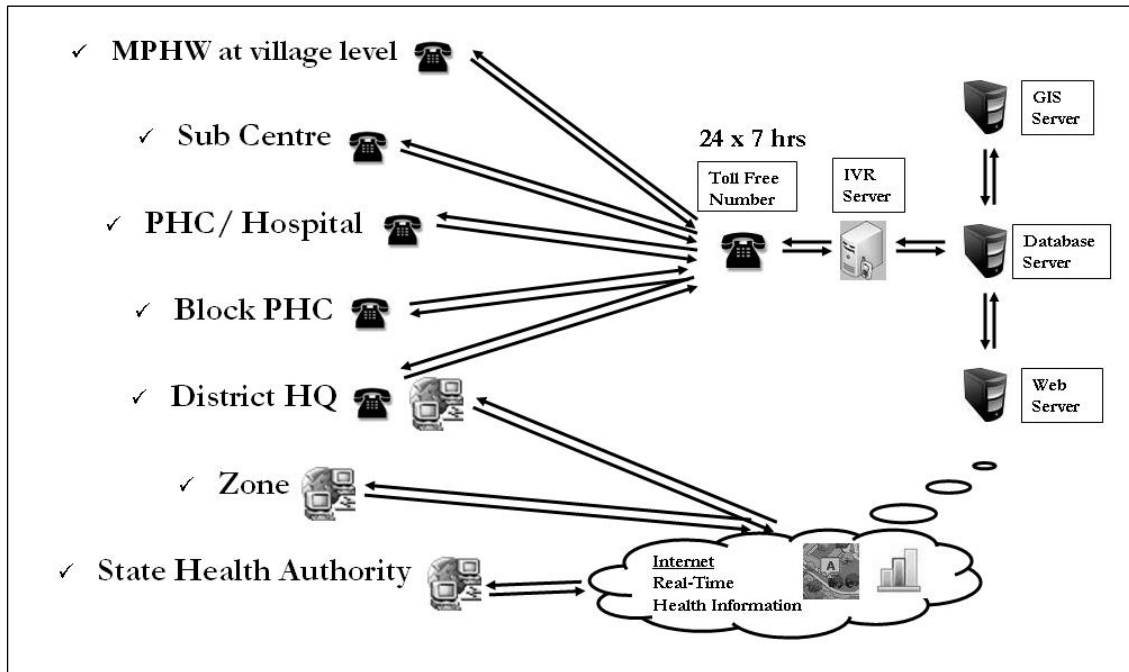 ✓ MPHW at village level
✓ Sub Centre
✓ PHC/ Hospital
✓ Block PHC
✓ District HQ
✓ Zone
✓ State Health Authority
24 x 7 hrs
Toll Free
Number
IVR
Server
GIS
Server
Database
Server
Web
Server
Internet
Real-Time
Health Information
A